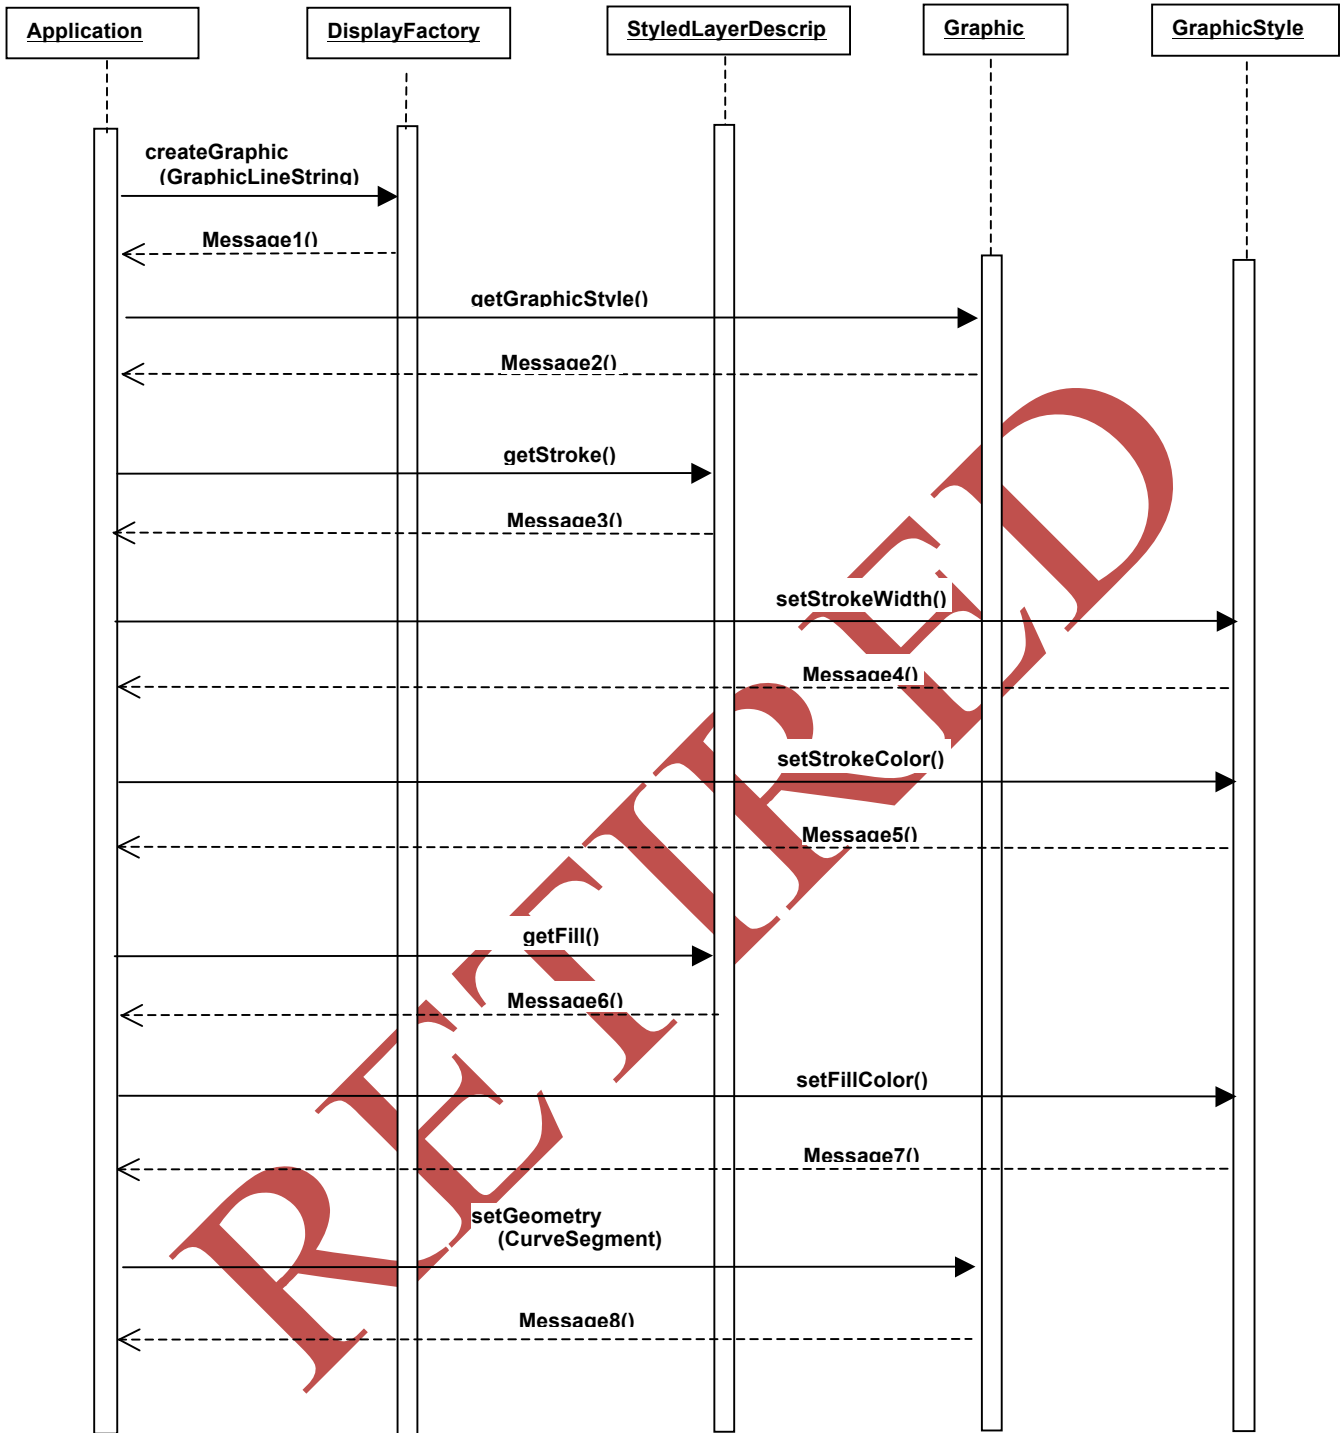 Application
DisplayFactory
StyledLayerDescrip
Graphic
GraphicStyle
createGraphic
(GraphicLineString)
Message1()
getGraphicStyle()
Message2()
getStroke()
Message3()
setStrokeWidth()
Message4()
setStrokeColor()
Message5()
getFill()
Message6()
setFillColor()
Message7()
setGeometry
(CurveSegment)
Message8()
RETIRED